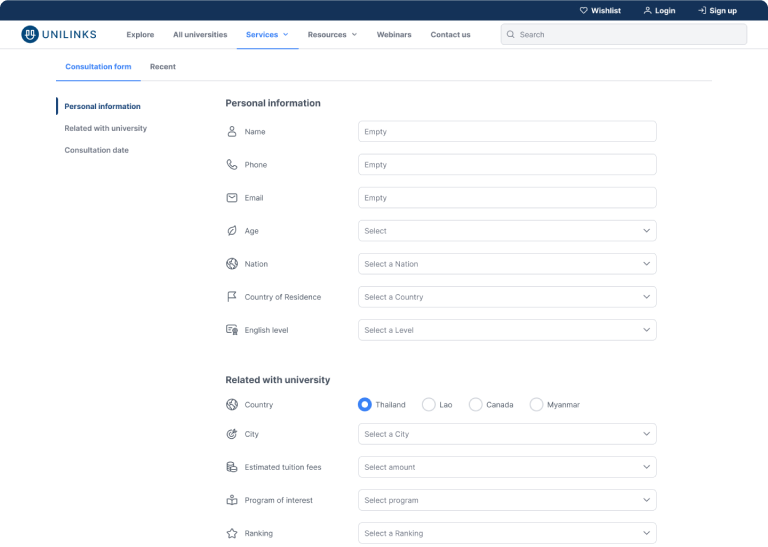 Wishlist Login Sign up
UNILINKS Explore All universities Services Resources Webinars Contact us Search
Consultation form Recent
Personal information
Related with university
Consultation date
Personal information
Name Empty
Phone Empty
Email Empty
Age Select
Nation Select a Nation
Country of Residence Select a Country
English level Select a Level
Related with university
Country Thailand Lao Canada Myanmar
City Select a City
Estimated tuition fees Select amount
Program of interest Select program
Ranking Select a Ranking